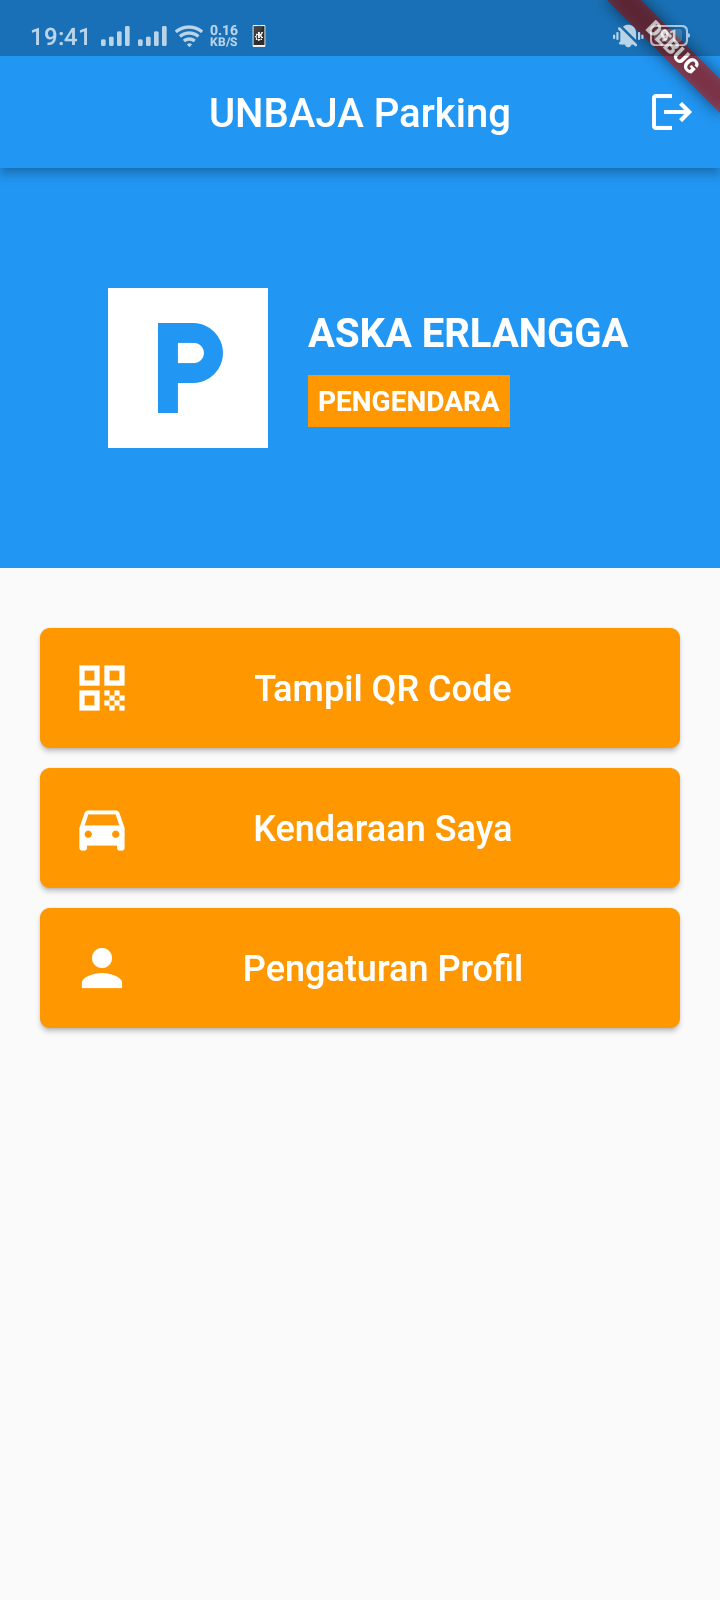 19:41
0.16
KB/S
DEBUG
UNBAJA Parking
P
ASKA ERLANGGA
PENGENDARA
Tampil QR Code
Kendaraan Saya
Pengaturan Profil